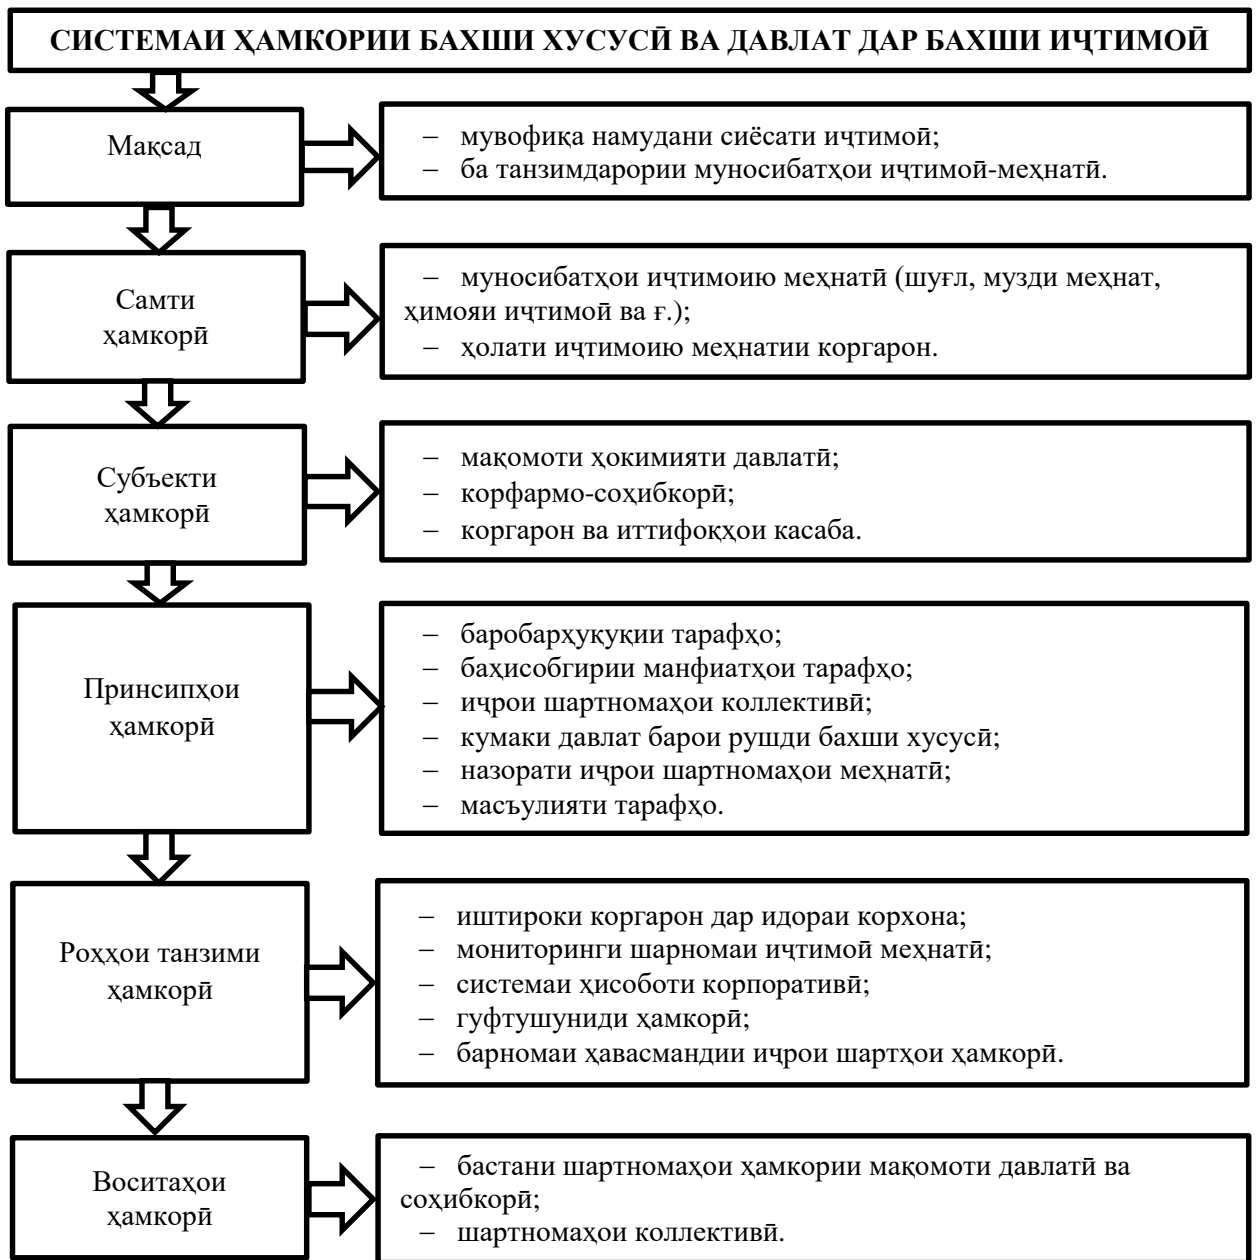 СИСТЕМАИ ҲАМКОРИИ БАХШИ ХУСУСӢ ВА ДАВЛАТ ДАР БАХШИ ИҶТИМОӢ
Мақсад
– мувофиқа намудани сиёсати иҷтимоӣ;
– ба танзимдарории муносибатҳои иҷтимоӣ-меҳнатӣ.
Самти
ҳамкорӣ
– муносибатҳои иҷтимоию меҳнатӣ (шуғл, музди меҳнат,
ҳимояи иҷтимоӣ ва ғ.);
– ҳолати иҷтимоию меҳнатии коргарон.
Субъекти
ҳамкорӣ
– мақомоти ҳокимияти давлатӣ;
– корфармо-соҳибкорӣ;
– коргарон ва иттифоқҳои касаба.
Принсипҳои
ҳамкорӣ
– баробарҳуқуқии тарафҳо;
– баҳисобгирии манфиатҳои тарафҳо;
– иҷрои шартномаҳои коллективӣ;
– кумаки давлат барои рушди бахши хусусӣ;
– назорати иҷрои шартномаҳои меҳнатӣ;
– масъулияти тарафҳо.
Роҳҳои танзими
ҳамкорӣ
– иштироки коргарон дар идораи корхона;
– мониторинги шарномаи иҷтимоӣ меҳнатӣ;
– системаи ҳисоботи корпоративӣ;
– гуфтушуниди ҳамкорӣ;
– барномаи ҳавасмандии иҷрои шартҳои ҳамкорӣ.
Воситаҳои
ҳамкорӣ
– бастани шартномаҳои ҳамкории мақомоти давлатӣ ва
соҳибкорӣ;
– шартномаҳои коллективӣ.